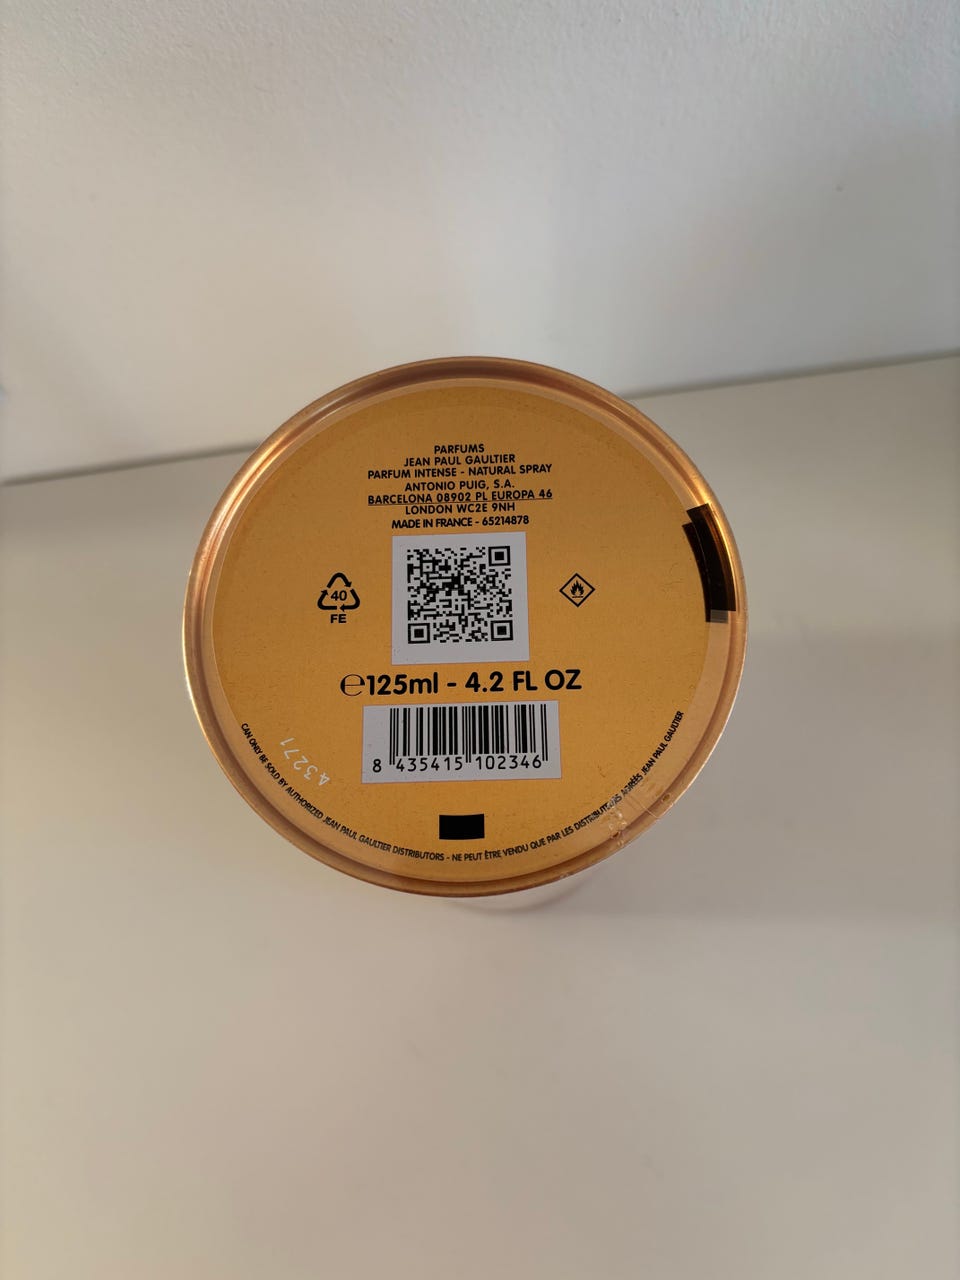 PARFUMS
JEAN PAUL GAULTIER
PARFUM INTENSE - NATURAL SPRAY
ANTONIO PUIG, S.A.
BARCELONA 08902 PL EUROPA 46
LONDON WC2E 9NH
MADE IN FRANCE - 65214878
40
FE
℮125ml - 4.2 FL OZ
8 435415 102346
43271
CAN ONLY BE SOLD BY AUTHORIZED JEAN PAUL GAULTIER DISTRIBUTORS - NE PEUT ÊTRE VENDU QUE PAR LES DISTRIBUTEURS AGRÉÉS JEAN PAUL GAULTIER